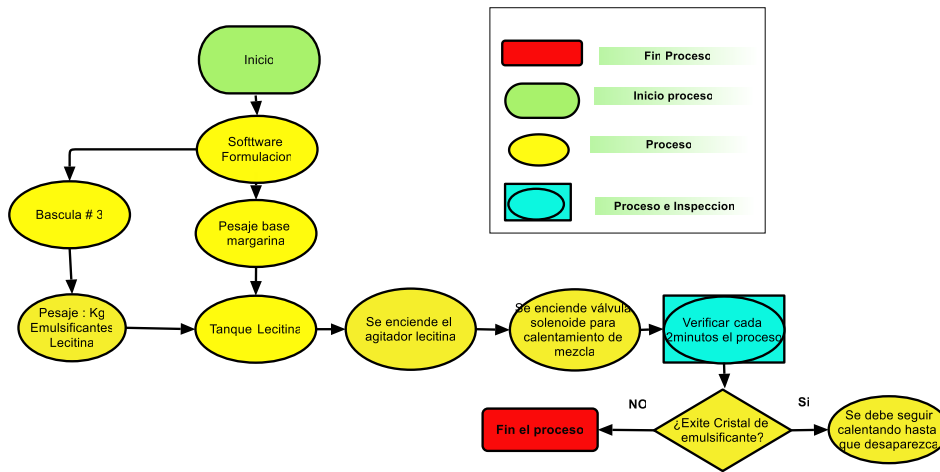 Inicio
Softtware
Formulacion
Bascula # 3
Pesaje base
margarina
Pesaje : Kg
Emulsificantes
Lecitina
Tanque Lecitina
Se enciende el
agitador lecitina
Se enciende válvula
solenoide para
calentamiento de
mezcla
Verificar cada
2minutos el proceso
¿Exite Cristal de
emulsificante?
NO
Si
Fin el proceso
Se debe seguir
calentando hasta
que desaparezca
Fin Proceso
Inicio proceso
Proceso
Proceso e Inspeccion